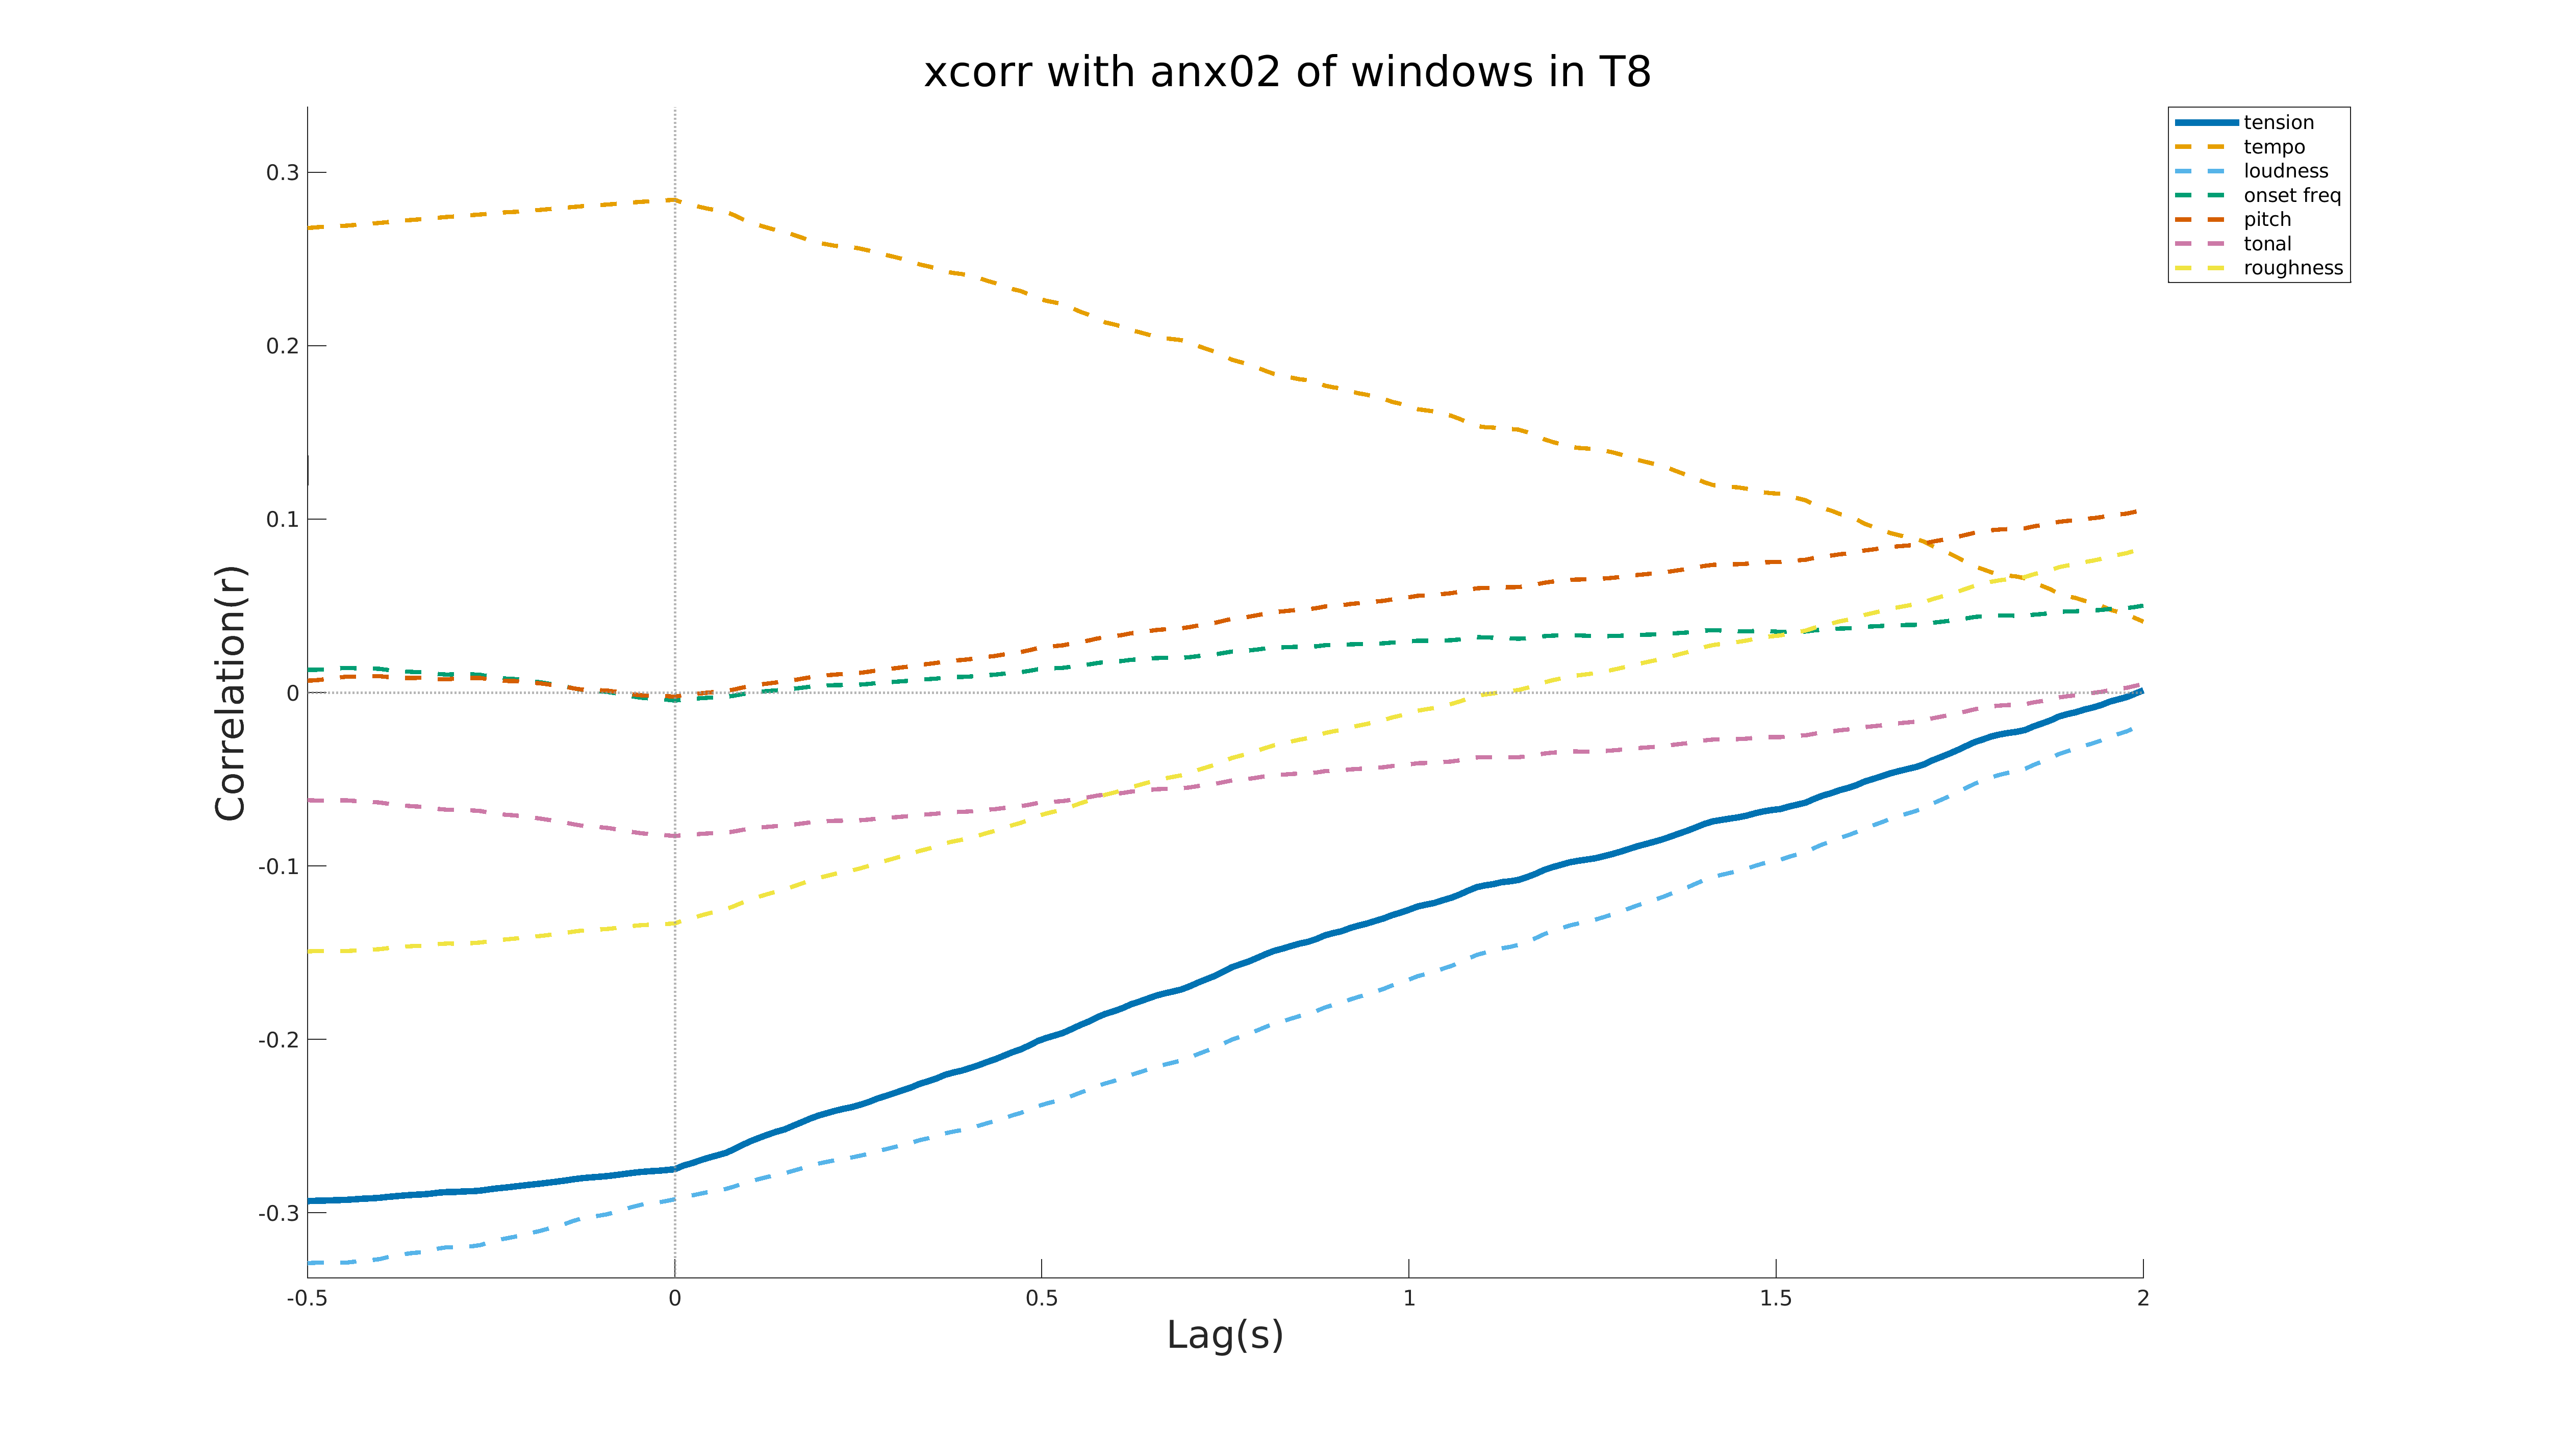 xcorr with anx02 of windows in T8
tension
tempo
loudness
onset freq
pitch
tonal
roughness
0.3
0.2
0.1
0
-0.1
-0.2
-0.3
Correlation(r)
-0.5 0 0.5 1 1.5 2
Lag(s)